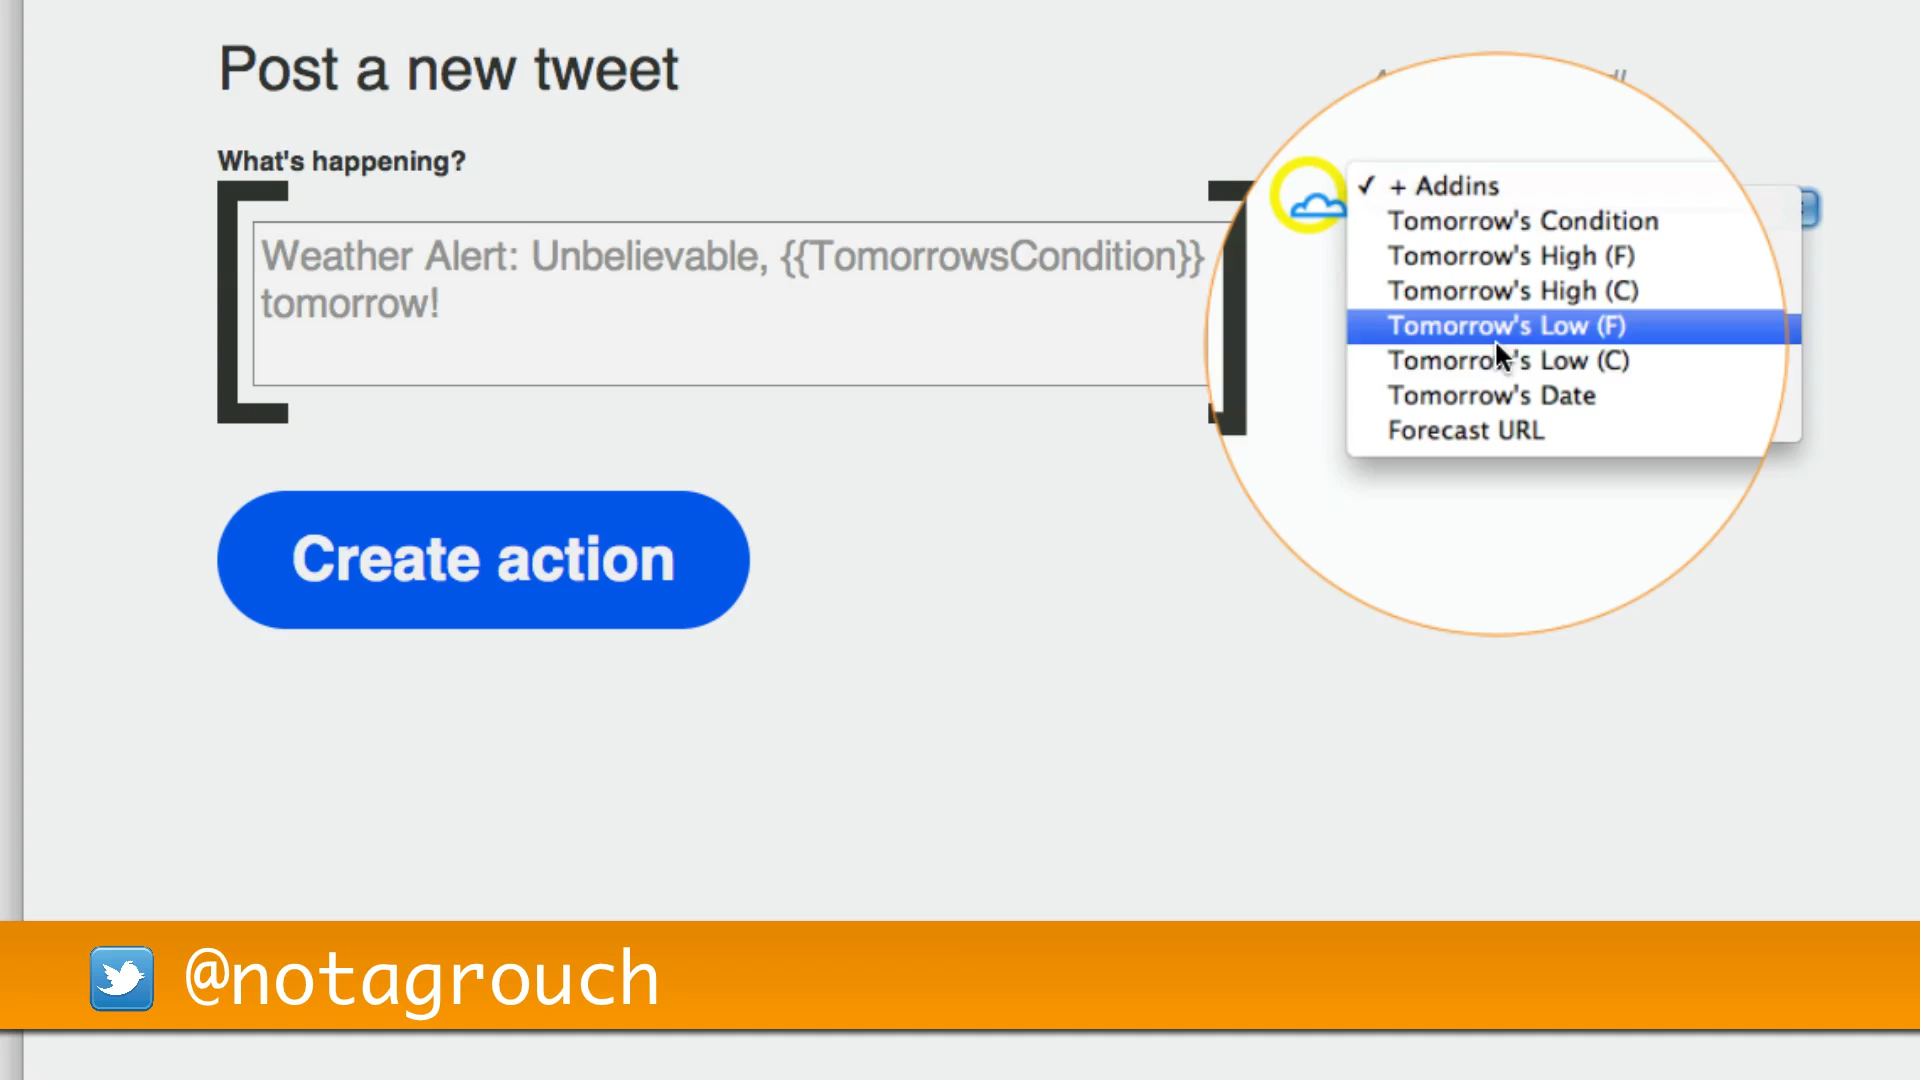 Post a new tweet
What's happening?
Weather Alert: Unbelievable, {{TomorrowsCondition}}
tomorrow!
✓ + Addins
Tomorrow's Condition
Tomorrow's High (F)
Tomorrow's High (C)
Tomorrow's Low (F)
Tomorrow's Low (C)
Tomorrow's Date
Forecast URL
Create action
@notagrouch